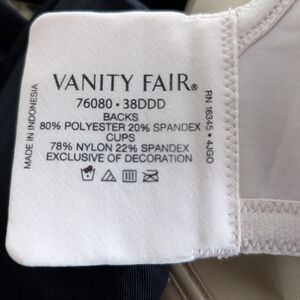 VANITY FAIR®
76080 • 38DDD
BACKS
80% POLYESTER 20% SPANDEX
CUPS
78% NYLON 22% SPANDEX
EXCLUSIVE OF DECORATION
MADE IN INDONESIA
RN 16345 • 4JGO